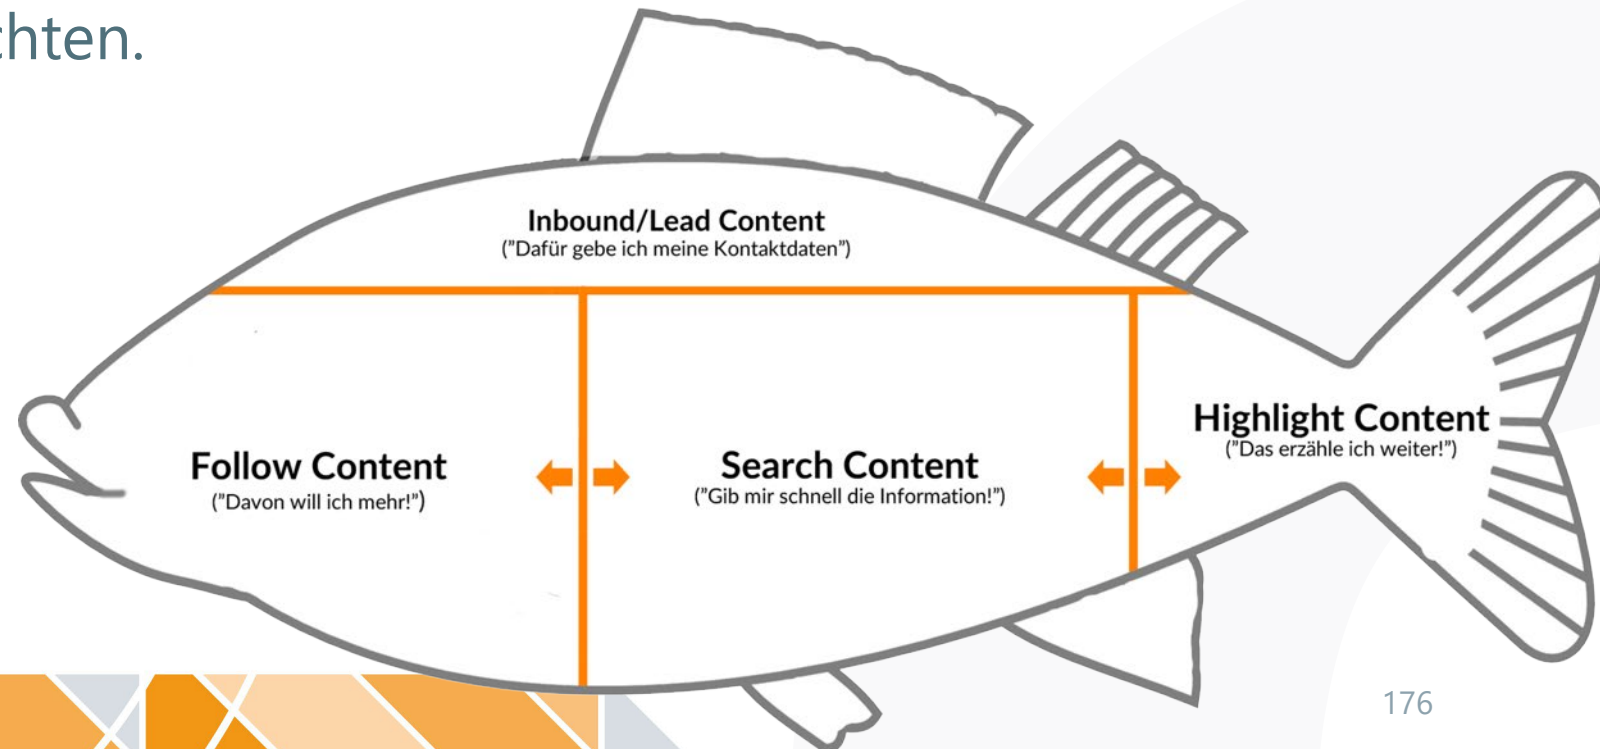 chten.
Inbound/Lead Content
("Dafür gebe ich meine Kontaktdaten")
Follow Content
("Davon will ich mehr!")
Search Content
("Gib mir schnell die Information!")
Highlight Content
("Das erzähle ich weiter!")
176